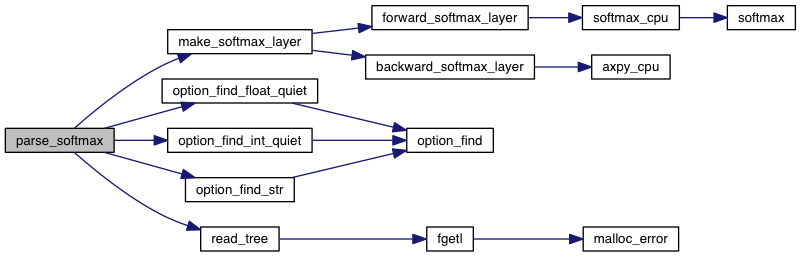 forward_softmax_layer
softmax_cpu
softmax
make_softmax_layer
backward_softmax_layer
axpy_cpu
option_find_float_quiet
parse_softmax
option_find_int_quiet
option_find
option_find_str
read_tree
fgetl
malloc_error